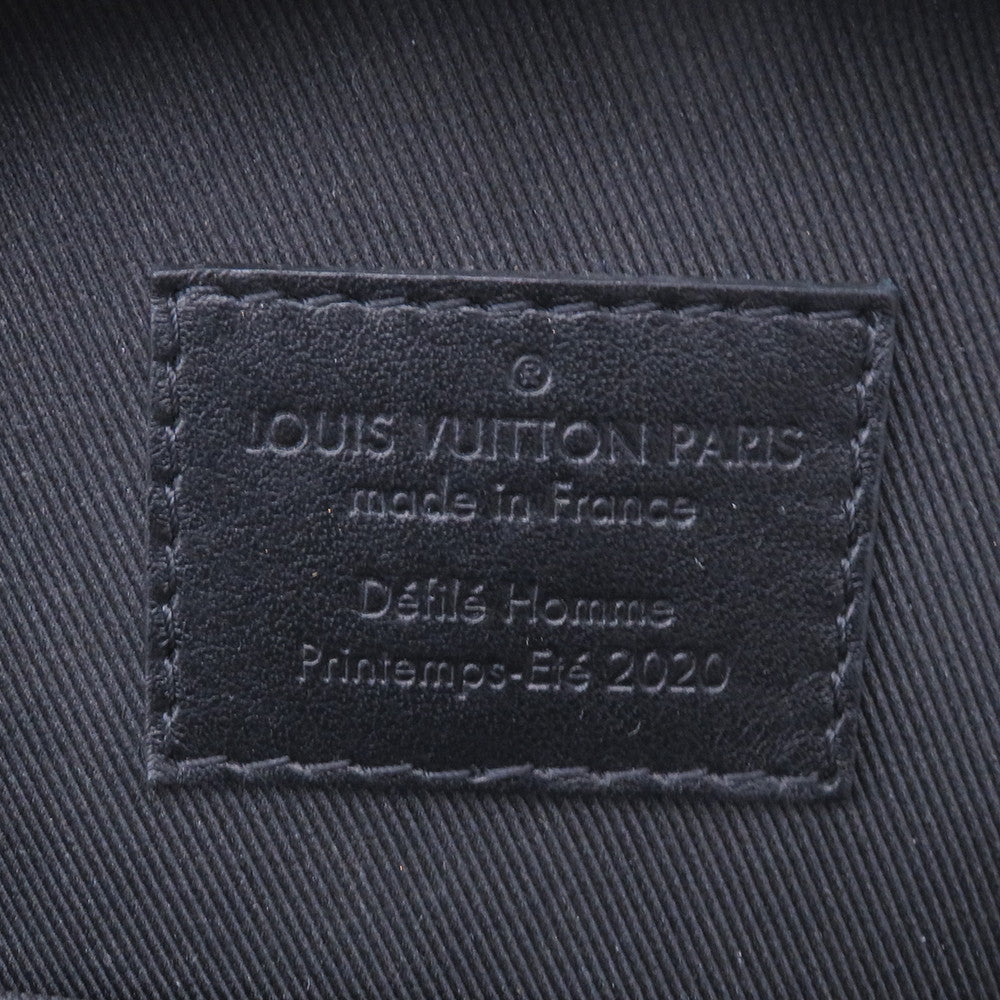 ®
LOUIS VUITTON PARIS
made in France
Défilé Homme
Printemps-Eté 2020